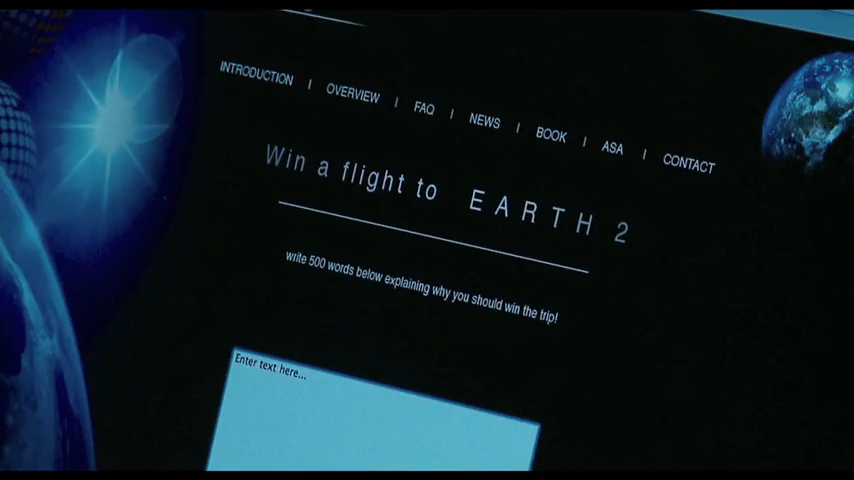 INTRODUCTION | OVERVIEW | FAQ | NEWS | BOOK | ASA | CONTACT
Win a flight to EARTH 2
write 500 words below explaining why you should win the trip!
Enter text here...